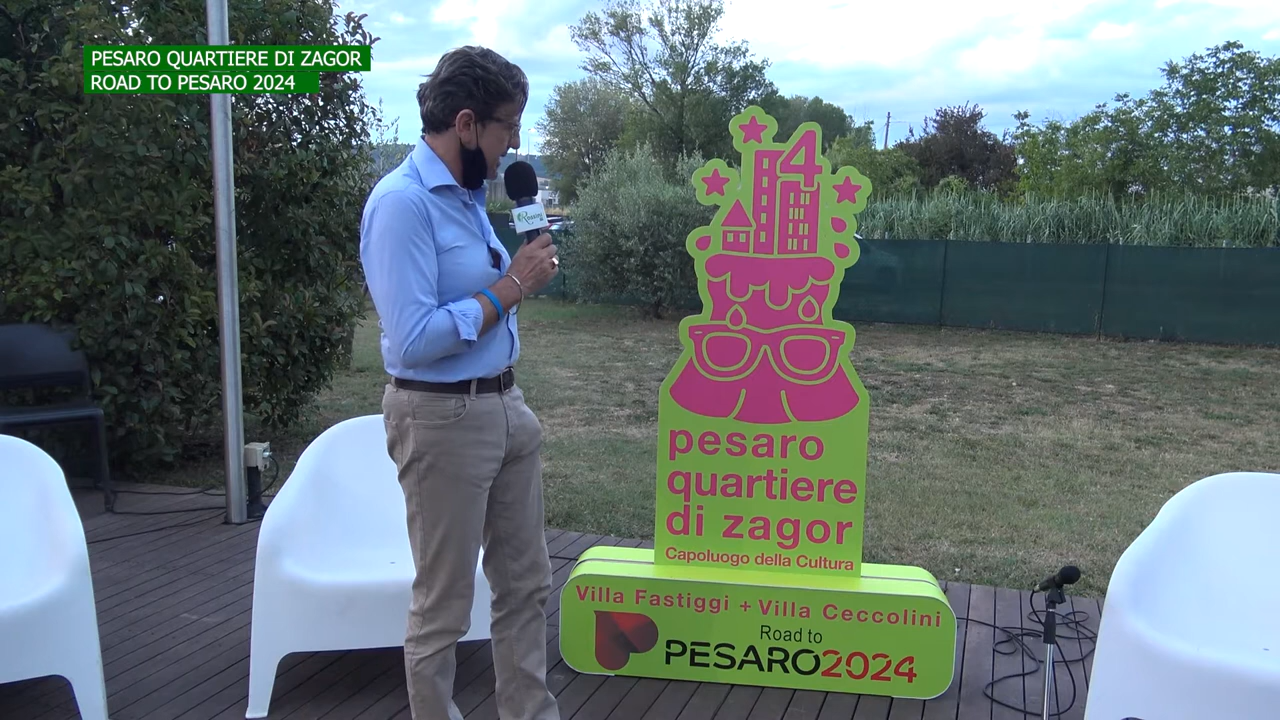 PESARO QUARTIERE DI ZAGOR
ROAD TO PESARO 2024
Rossini
4
pesaro
quartiere
di zagor
Capoluogo della Cultura
Villa Fastiggi + Villa Ceccolini
Road to
PESARO2024